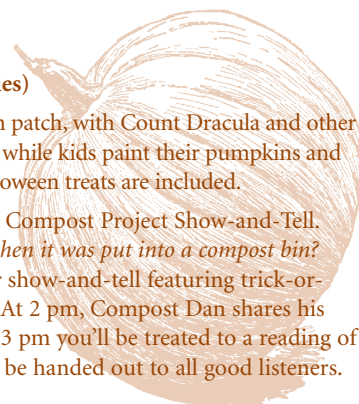 es)
patch, with Count Dracula and other
while kids paint their pumpkins and
treats are included.
Compost Project Show-and-Tell.
hen it was put into a compost bin?
show-and-tell featuring trick-or-
At 2 pm, Compost Dan shares his
3 pm you'll be treated to a reading of
be handed out to all good listeners.